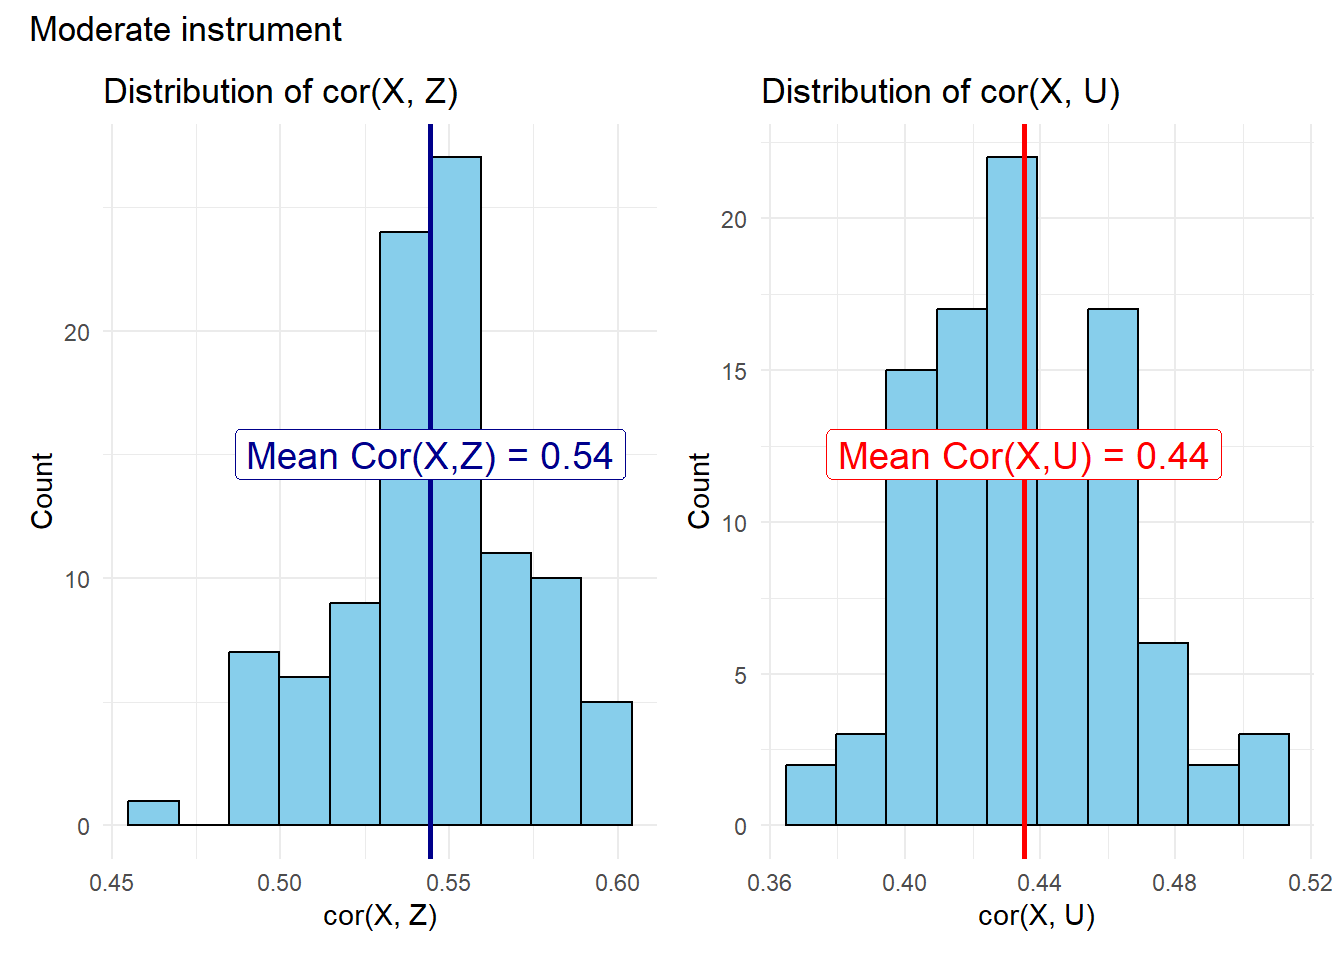 Moderate instrument
Distribution of cor(X, Z)
Count
20
10
0
Mean Cor(X,Z) = 0.54
0.45 0.50 0.55 0.60
cor(X, Z)
Distribution of cor(X, U)
Count
20
15
10
5
0
Mean Cor(X,U) = 0.44
0.36 0.40 0.44 0.48 0.52
cor(X, U)